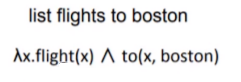 list flights to boston
λx.flight(x) ∧ to(x, boston)